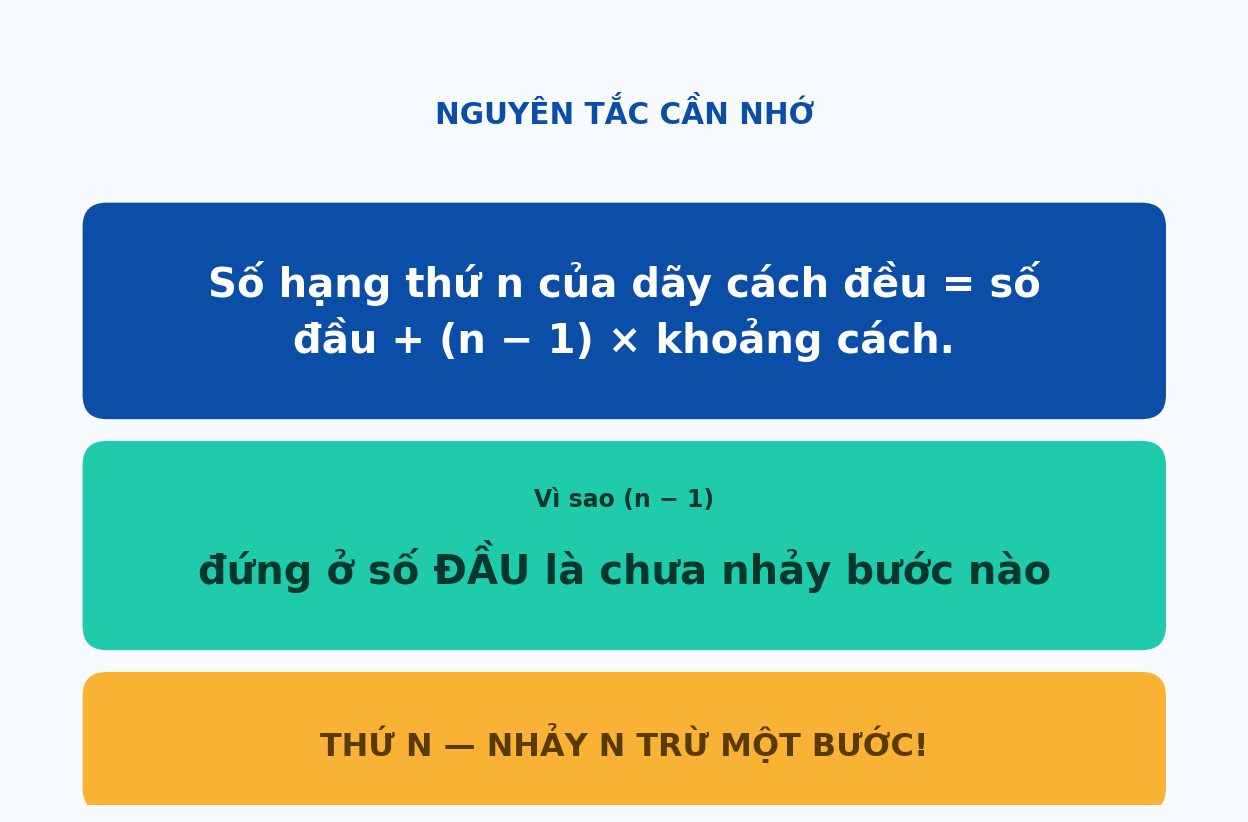 NGUYÊN TẮC CẦN NHỚ
Số hạng thứ n của dãy cách đều = số
đầu + (n − 1) × khoảng cách.
Vì sao (n − 1)
đứng ở số ĐẦU là chưa nhảy bước nào
THỨ N — NHẢY N TRỪ MỘT BƯỚC!